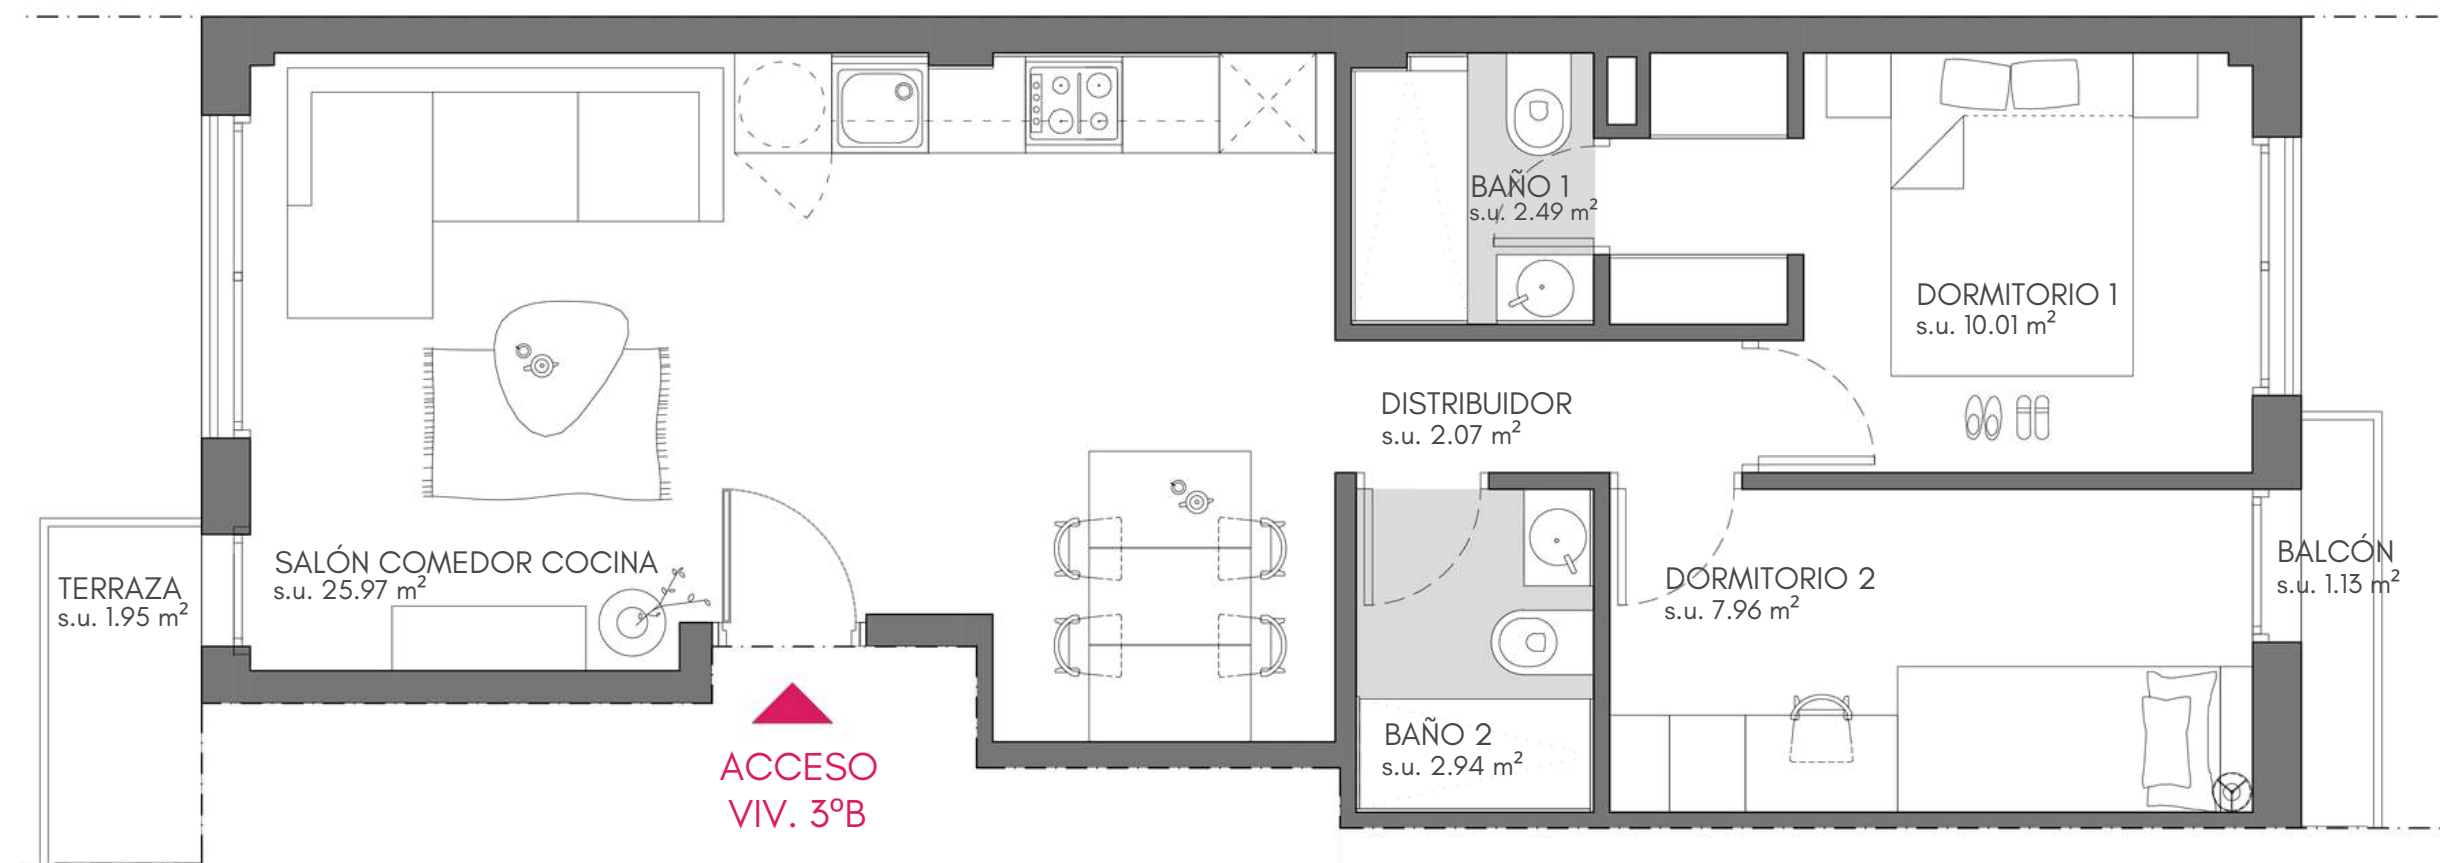 BAÑO 1
s.u. 2.49 m²
DORMITORIO 1
s.u. 10.01 m²
DISTRIBUIDOR
s.u. 2.07 m²
SALÓN COMEDOR COCINA
s.u. 25.97 m²
TERRAZA
s.u. 1.95 m²
DORMITORIO 2
s.u. 7.96 m²
BALCÓN
s.u. 1.13 m²
BAÑO 2
s.u. 2.94 m²
ACCESO
VIV. 3ºB